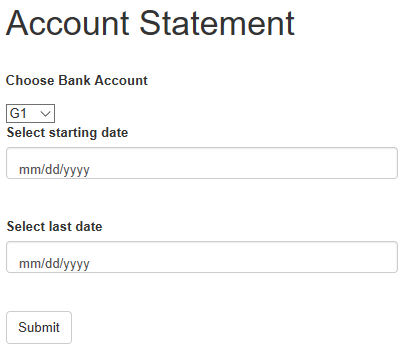 Account Statement
Choose Bank Account
G1
Select starting date
mm/dd/yyyy
Select last date
mm/dd/yyyy
Submit